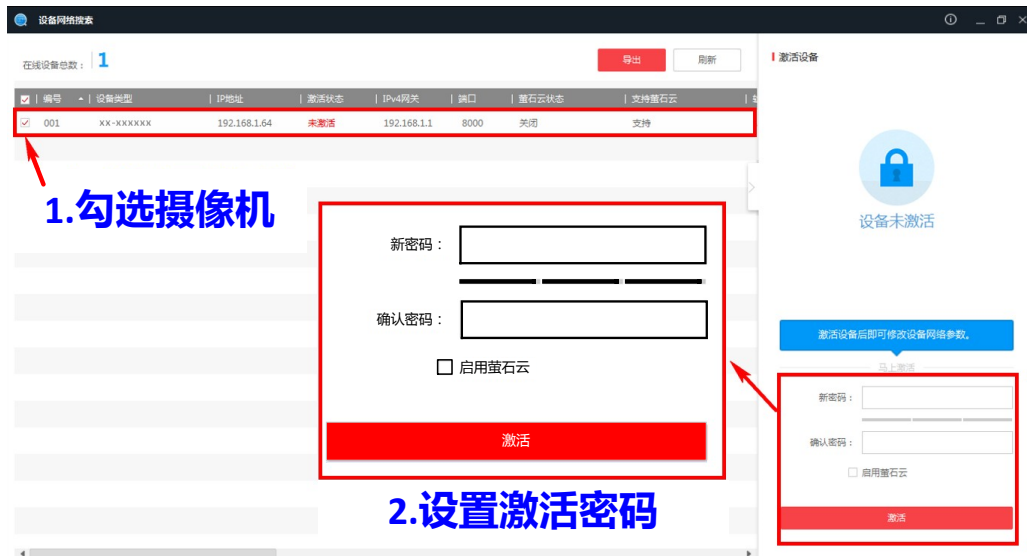 设备网络搜索
在线设备总数： 1
导出 刷新
编号 设备类型 IP地址 激活状态 IPv4网关 端口 萤石云状态 支持萤石云
001 XX-XXXXXX 192.168.1.64 未激活 192.168.1.1 8000 关闭 支持
1.勾选摄像机
新密码：
确认密码：
启用萤石云
激活
2.设置激活密码
激活设备
设备未激活
激活设备后即可修改设备网络参数。
马上激活
新密码：
确认密码：
启用萤石云
激活